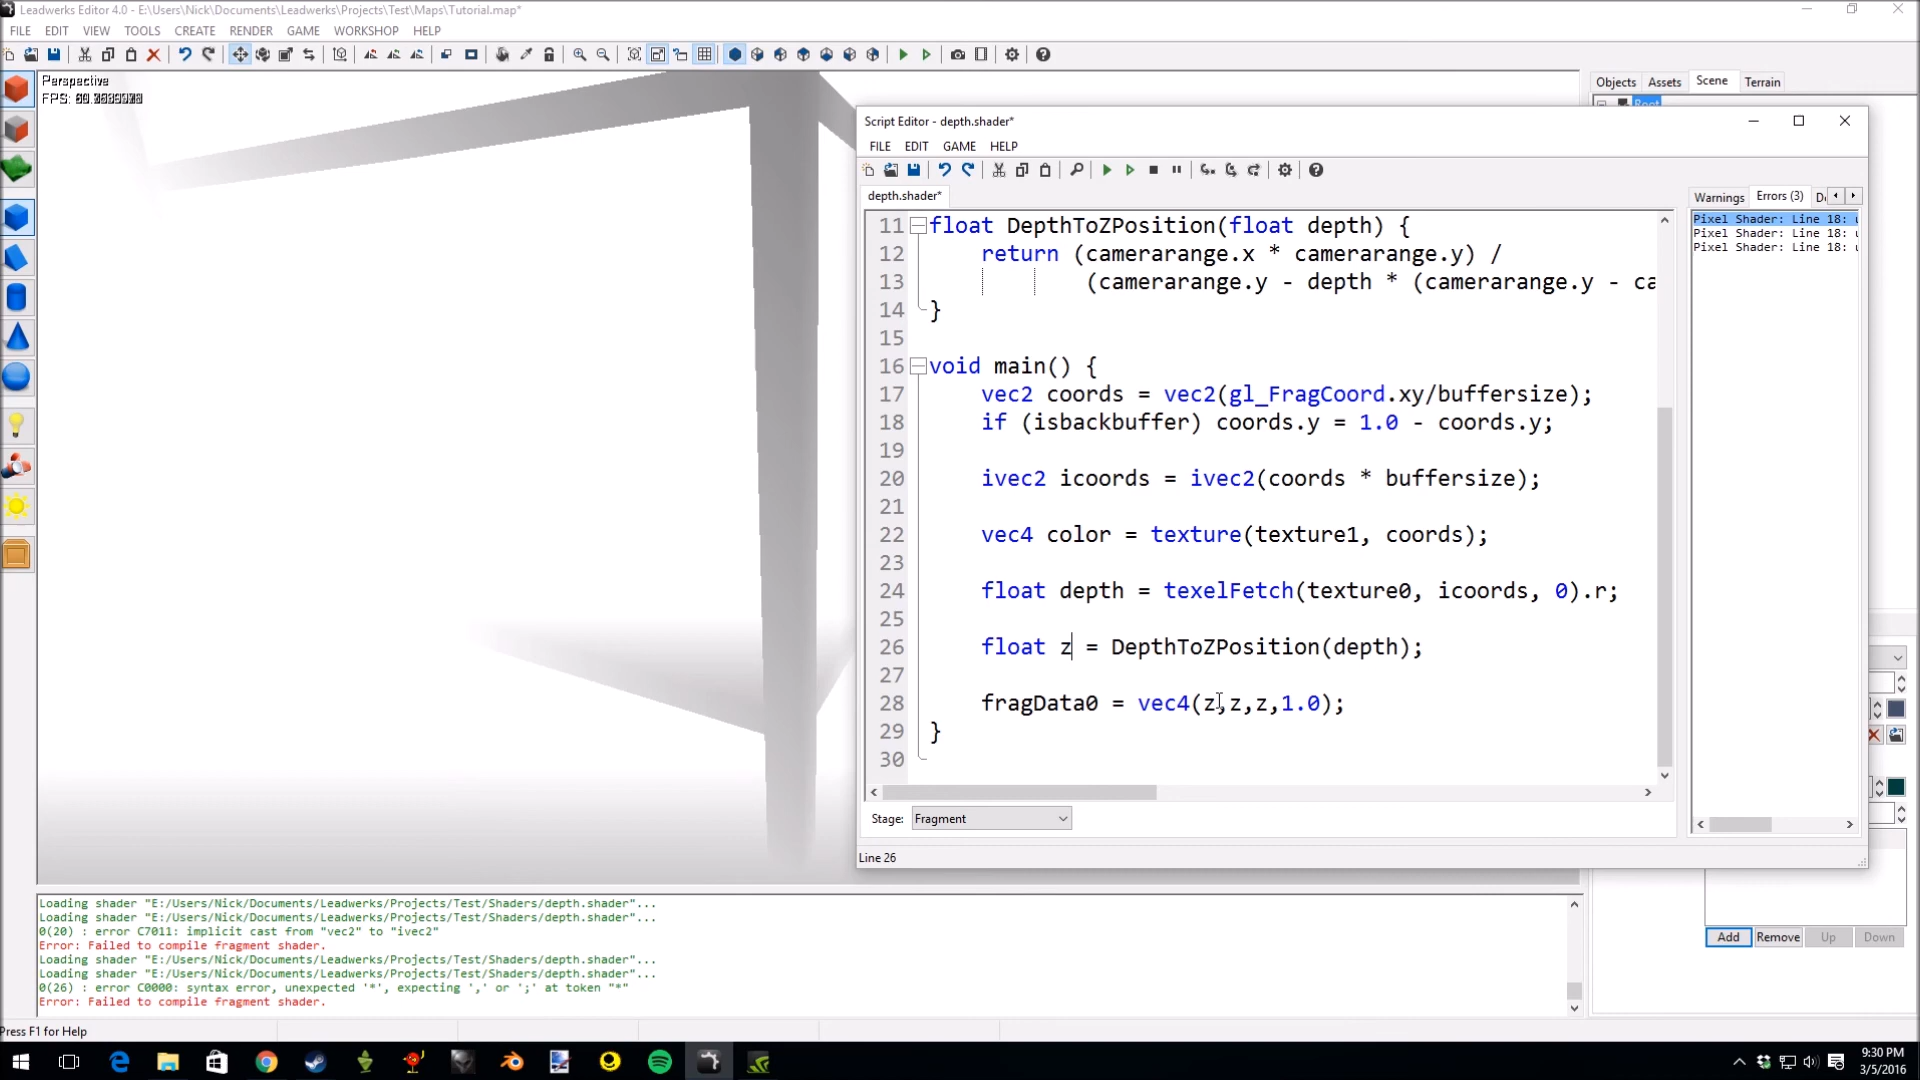 Leadwerks Editor 4.0 - E:\Users\Nick\Documents\Leadwerks\Projects\Test\Maps\Tutorial.map*
FILE EDIT VIEW TOOLS CREATE RENDER GAME WORKSHOP HELP
Perspective
FPS:
Objects Assets Scene Terrain
Root
Script Editor - depth.shader*
FILE EDIT GAME HELP
depth.shader*
Warnings Errors (3)
Pixel Shader: Line 18:
Pixel Shader: Line 18:
Pixel Shader: Line 18:
11 float DepthToZPosition(float depth) {
12 return (camerarange.x * camerarange.y) /
13 (camerarange.y - depth * (camerarange.y - ca
14 }
15
16 void main() {
17 vec2 coords = vec2(gl_FragCoord.xy/buffersize);
18 if (isbackbuffer) coords.y = 1.0 - coords.y;
19
20 ivec2 icoords = ivec2(coords * buffersize);
21
22 vec4 color = texture(texture1, coords);
23
24 float depth = texelFetch(texture0, icoords, 0).r;
25
26 float z = DepthToZPosition(depth);
27
28 fragData0 = vec4(z,z,z,1.0);
29 }
30
Stage: Fragment
Line 26
Loading shader "E:/Users/Nick/Documents/Leadwerks/Projects/Test/Shaders/depth.shader"...
Loading shader "E:/Users/Nick/Documents/Leadwerks/Projects/Test/Shaders/depth.shader"...
0(20) : error C7011: implicit cast from "vec2" to "ivec2"
Error: Failed to compile fragment shader.
Loading shader "E:/Users/Nick/Documents/Leadwerks/Projects/Test/Shaders/depth.shader"...
Loading shader "E:/Users/Nick/Documents/Leadwerks/Projects/Test/Shaders/depth.shader"...
0(26) : error C0000: syntax error, unexpected '*', expecting ',' or ';' at token "*"
Error: Failed to compile fragment shader.
Add Remove Up Down
Press F1 for Help
9:30 PM
3/5/2016